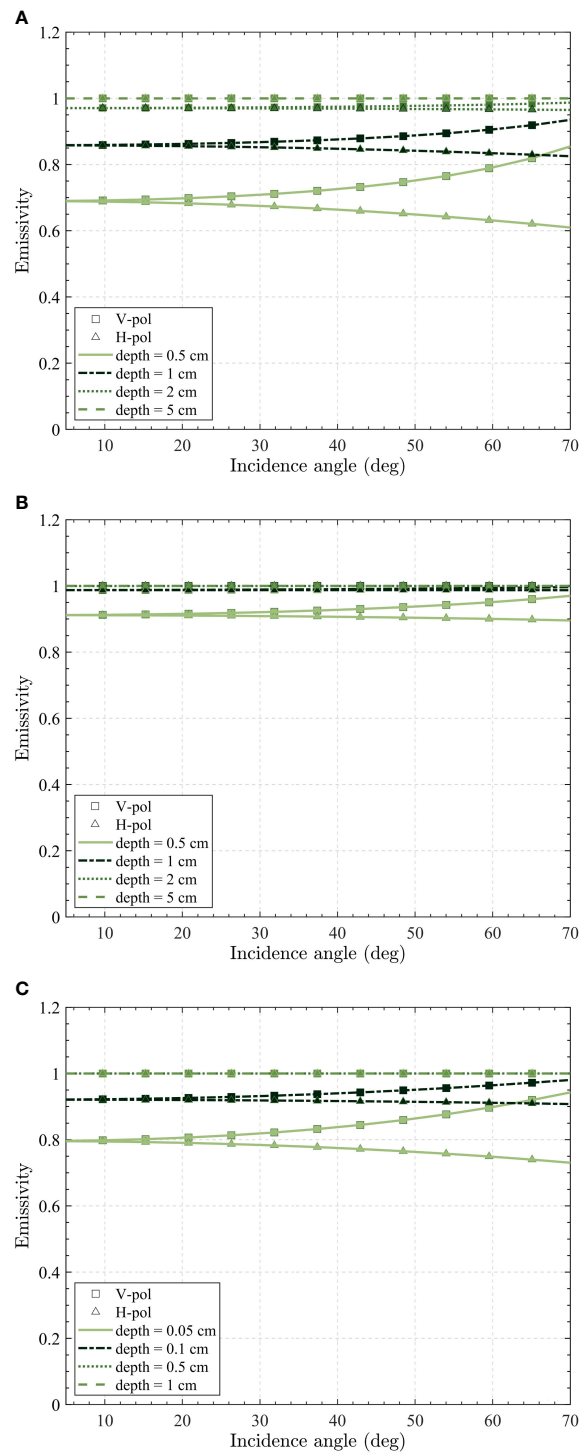 A
1.2
1
0.8
0.6
0.4
0.2
0
Emissivity
V-pol
H-pol
depth = 0.5 cm
depth = 1 cm
depth = 2 cm
depth = 5 cm
10 20 30 40 50 60 70
Incidence angle (deg)
B
1.2
1
0.8
0.6
0.4
0.2
0
Emissivity
V-pol
H-pol
depth = 0.5 cm
depth = 1 cm
depth = 2 cm
depth = 5 cm
10 20 30 40 50 60 70
Incidence angle (deg)
C
1.2
1
0.8
0.6
0.4
0.2
0
Emissivity
V-pol
H-pol
depth = 0.05 cm
depth = 0.1 cm
depth = 0.5 cm
depth = 1 cm
10 20 30 40 50 60 70
Incidence angle (deg)